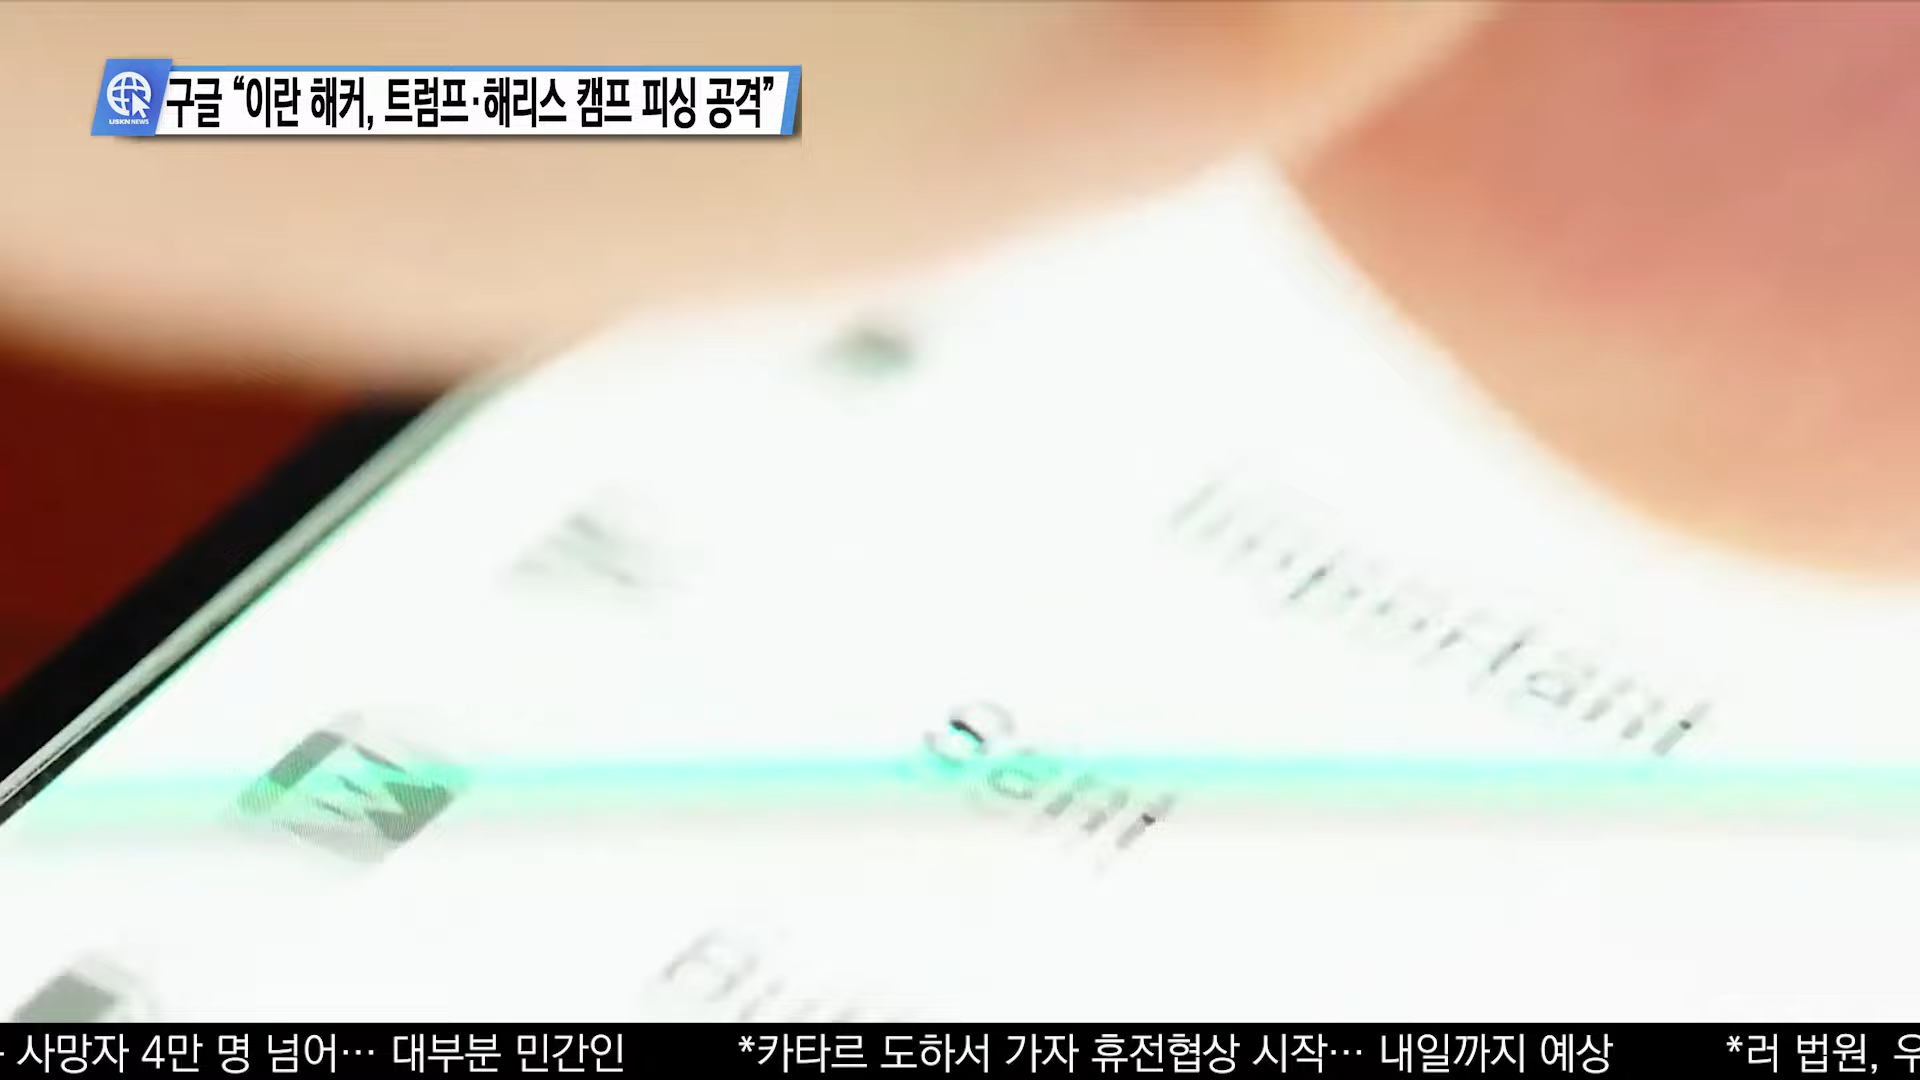 USKN NEWS
구글 “이란 해커, 트럼프·해리스 캠프 피싱 공격”
Important
Sent
사망자 4만 명 넘어… 대부분 민간인 *카타르 도하서 가자 휴전협상 시작… 내일까지 예상 *러 법원,